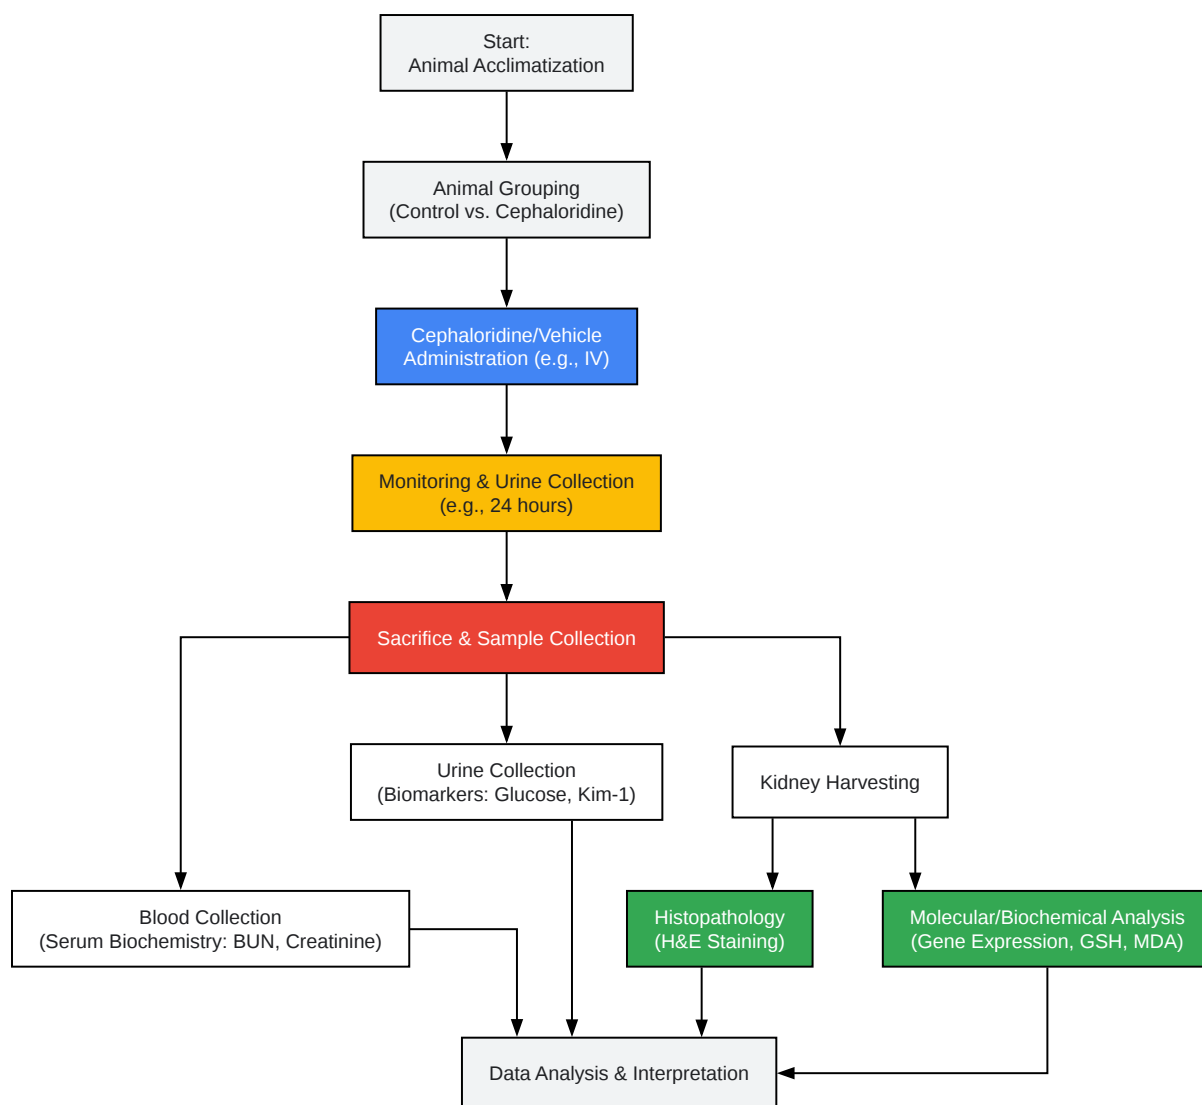 Start:
Animal Acclimatization
Animal Grouping
(Control vs. Cephaloridine)
Cephaloridine/Vehicle
Administration (e.g., IV)
Monitoring & Urine Collection
(e.g., 24 hours)
Sacrifice & Sample Collection
Urine Collection
(Biomarkers: Glucose, Kim-1)
Kidney Harvesting
Blood Collection
(Serum Biochemistry: BUN, Creatinine)
Histopathology
(H&E Staining)
Molecular/Biochemical Analysis
(Gene Expression, GSH, MDA)
Data Analysis & Interpretation